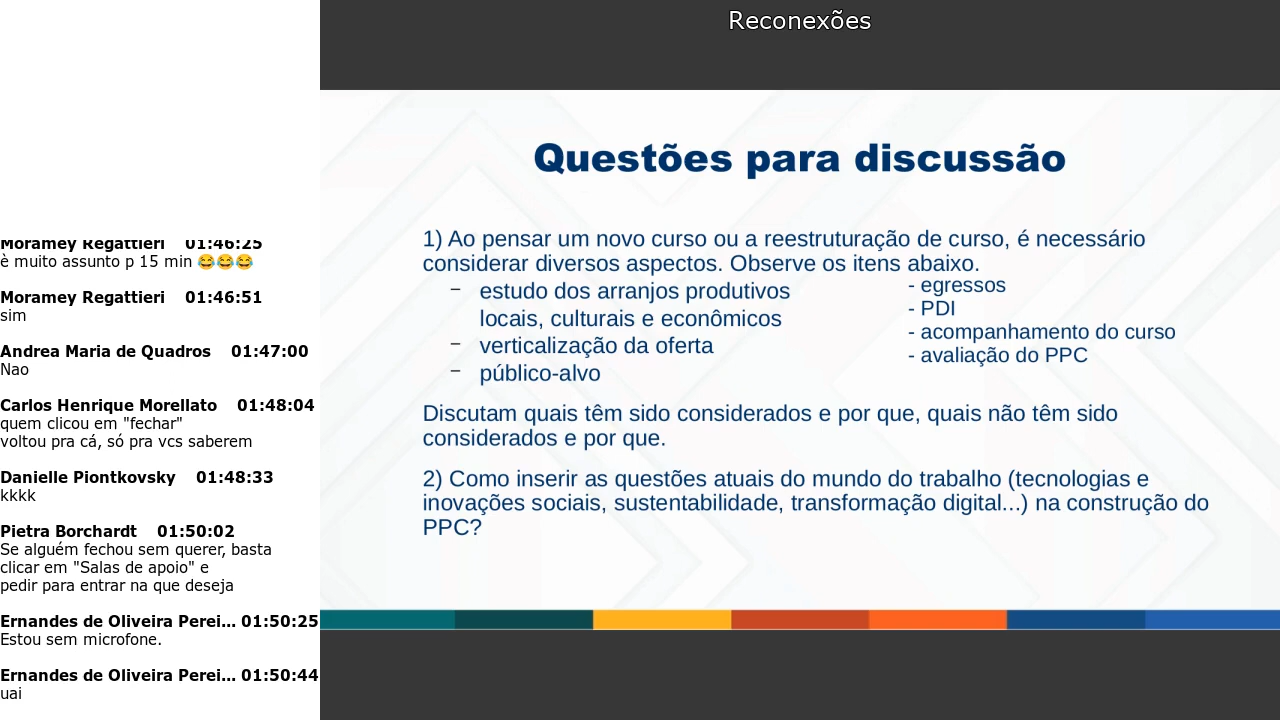 Moramey Regattieri 01:46:25
è muito assunto p 15 min 😂😂😂
Moramey Regattieri 01:46:51
sim
Andrea Maria de Quadros 01:47:00
Nao
Carlos Henrique Morellato 01:48:04
quem clicou em "fechar"
voltou pra cá, só pra vcs saberem
Danielle Piontkovsky 01:48:33
kkkk
Pietra Borchardt 01:50:02
Se alguém fechou sem querer, basta
clicar em "Salas de apoio" e
pedir para entrar na que deseja
Ernandes de Oliveira Perei... 01:50:25
Estou sem microfone.
Ernandes de Oliveira Perei... 01:50:44
uai
Reconexões
Questões para discussão
1) Ao pensar um novo curso ou a reestruturação de curso, é necessário
considerar diversos aspectos. Observe os itens abaixo.
– estudo dos arranjos produtivos
locais, culturais e econômicos
– verticalização da oferta
– público-alvo
- egressos
- PDI
- acompanhamento do curso
- avaliação do PPC
Discutam quais têm sido considerados e por que, quais não têm sido
considerados e por que.
2) Como inserir as questões atuais do mundo do trabalho (tecnologias e
inovações sociais, sustentabilidade, transformação digital...) na construção do
PPC?